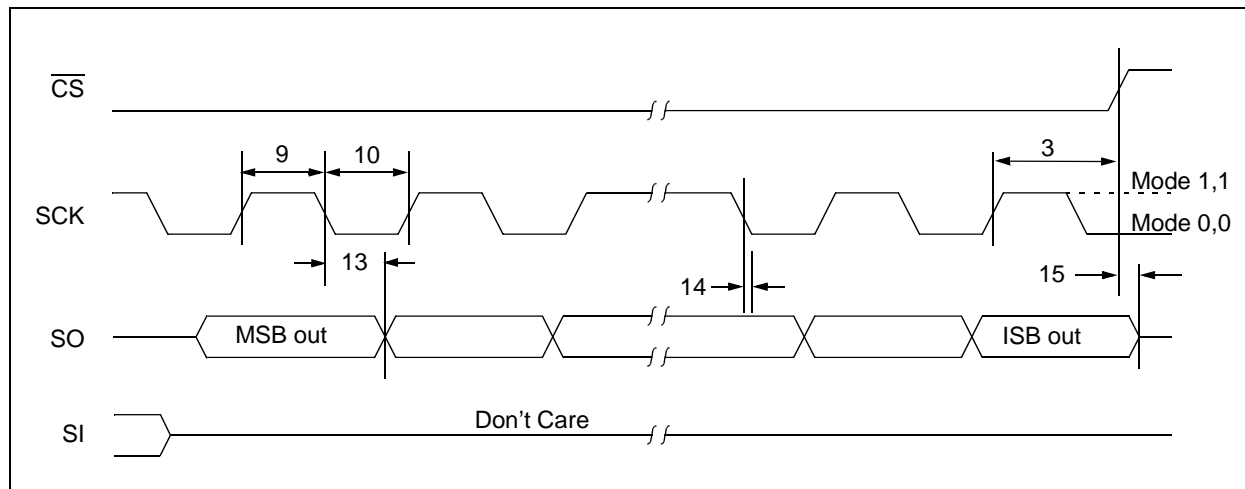 CS
9
10
3
SCK
Mode 1,1
Mode 0,0
13
14
15
SO
MSB out
ISB out
SI
Don't Care